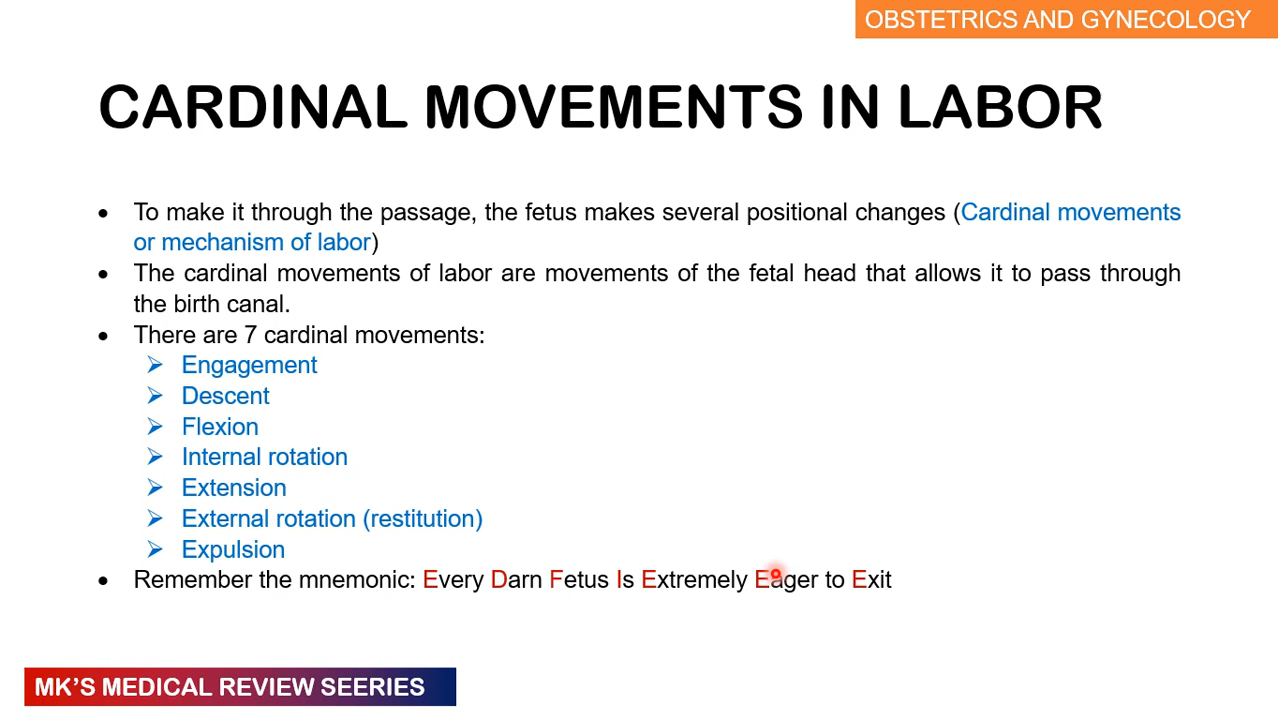 OBSTETRICS AND GYNECOLOGY
CARDINAL MOVEMENTS IN LABOR
• To make it through the passage, the fetus makes several positional changes (Cardinal movements
or mechanism of labor)
• The cardinal movements of labor are movements of the fetal head that allows it to pass through
the birth canal.
• There are 7 cardinal movements:
➢ Engagement
➢ Descent
➢ Flexion
➢ Internal rotation
➢ Extension
➢ External rotation (restitution)
➢ Expulsion
• Remember the mnemonic: Every Darn Fetus Is Extremely Eager to Exit
MK'S MEDICAL REVIEW SEERIES